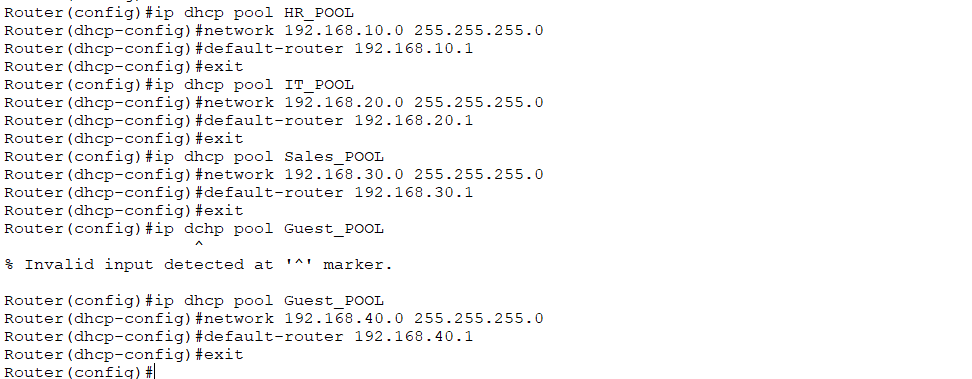 Router(config)#ip dhcp pool HR_POOL
Router(dhcp-config)#network 192.168.10.0 255.255.255.0
Router(dhcp-config)#default-router 192.168.10.1
Router(dhcp-config)#exit
Router(config)#ip dhcp pool IT_POOL
Router(dhcp-config)#network 192.168.20.0 255.255.255.0
Router(dhcp-config)#default-router 192.168.20.1
Router(dhcp-config)#exit
Router(config)#ip dhcp pool Sales_POOL
Router(dhcp-config)#network 192.168.30.0 255.255.255.0
Router(dhcp-config)#default-router 192.168.30.1
Router(dhcp-config)#exit
Router(config)#ip dchp pool Guest_POOL
^
% Invalid input detected at '^' marker.
Router(config)#ip dhcp pool Guest_POOL
Router(dhcp-config)#network 192.168.40.0 255.255.255.0
Router(dhcp-config)#default-router 192.168.40.1
Router(dhcp-config)#exit
Router(config)#